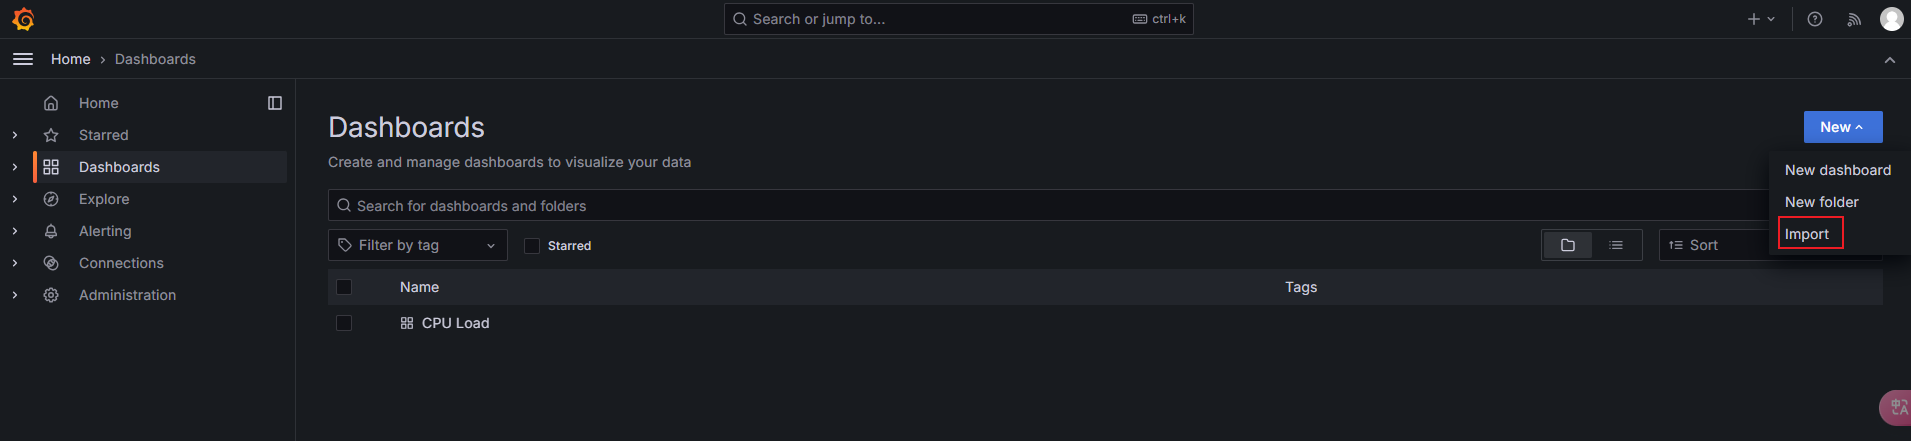 Search or jump to...
ctrl+k
Home
Dashboards
Home
Starred
Dashboards
Explore
Alerting
Connections
Administration
Dashboards
Create and manage dashboards to visualize your data
New
New dashboard
New folder
Import
Search for dashboards and folders
Filter by tag
Starred
Sort
Name
Tags
CPU Load
中
A